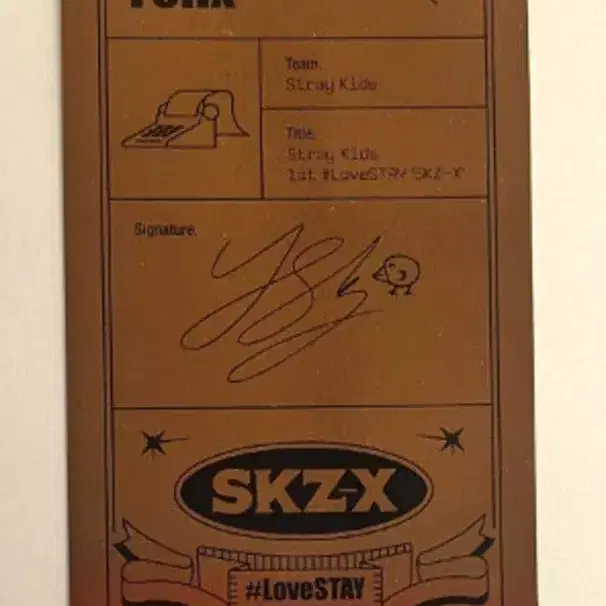 Team.
Stray Kids
Title.
Stray Kids
1st #LoveSTAY 'SKZ-X'
Signature.
SKZ-X
#LoveSTAY